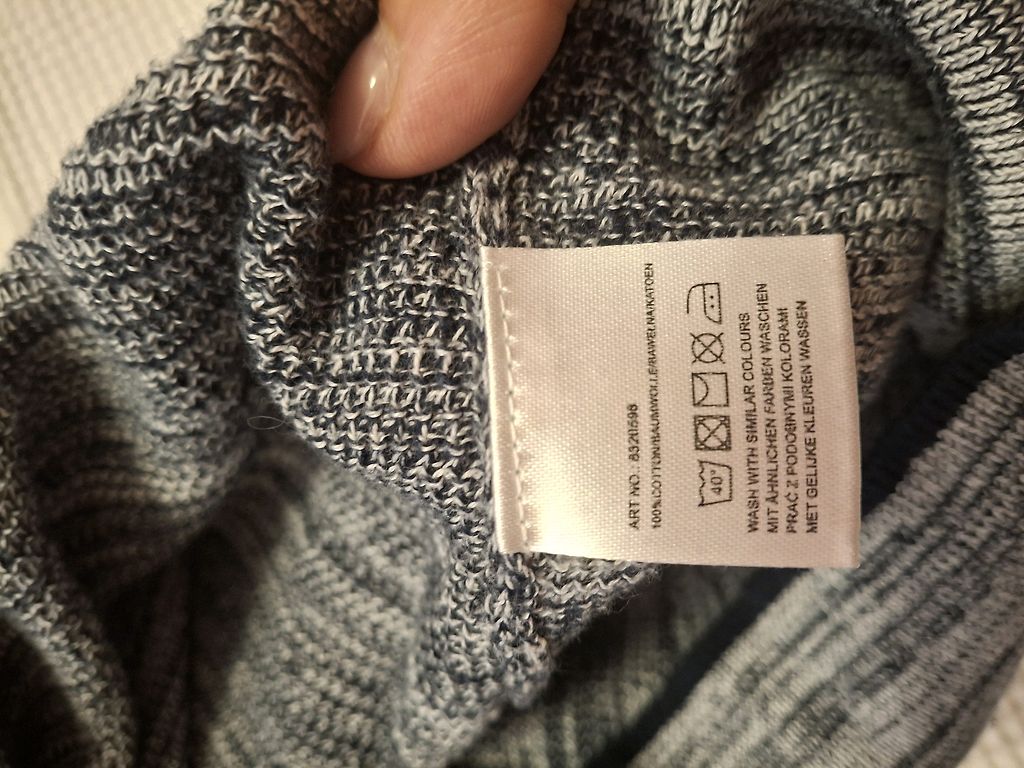 ART NO.: 8320598
100%COTTON/BAUMWOLLE/BAWEŁNA/KATOEN
40°
WASH WITH SIMILAR COLOURS
MIT ÄHNLICHEN FARBEN WASCHEN
PRAĆ Z PODOBNYMI KOLORAMI
MET GELIJKE KLEUREN WASSEN